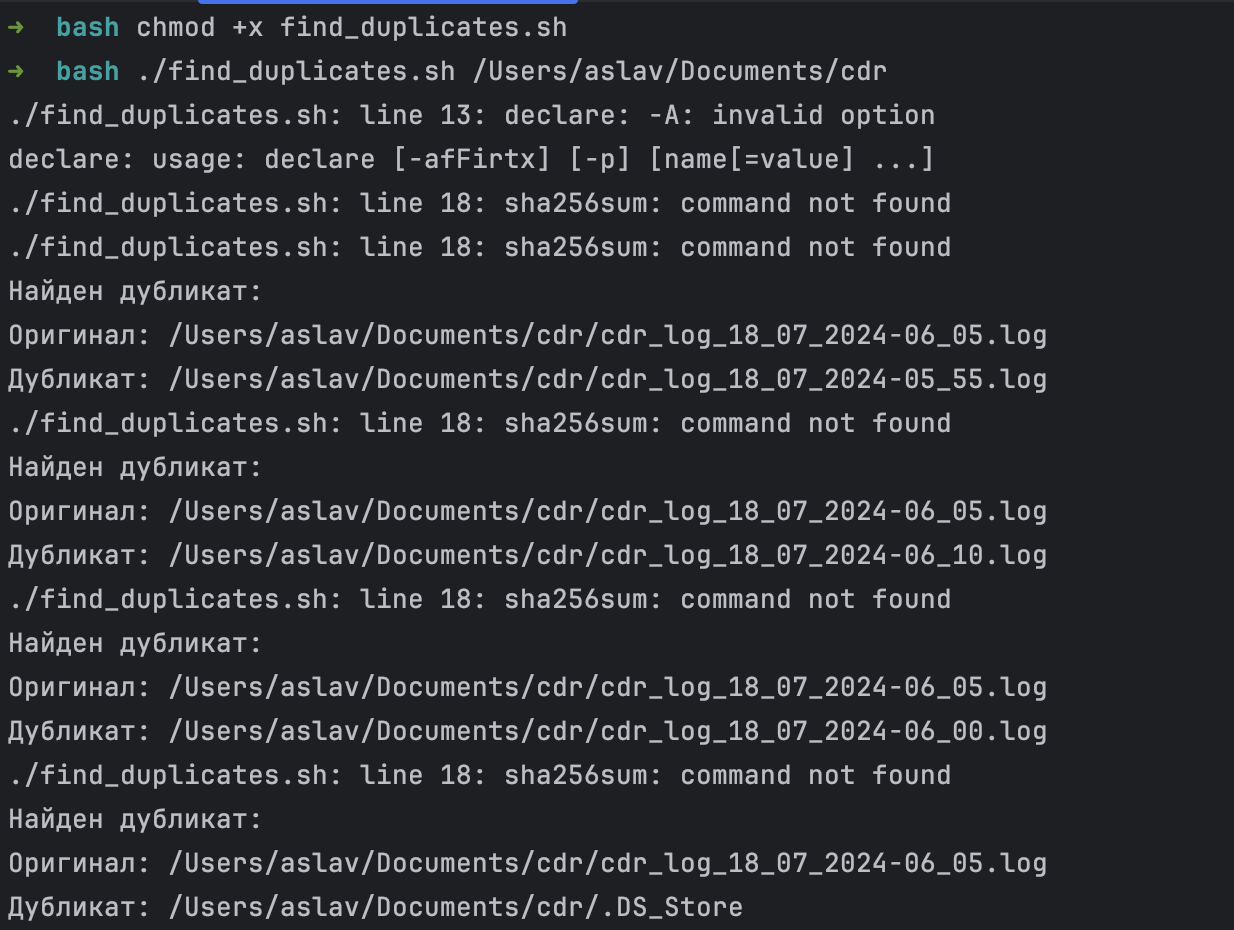 → bash chmod +x find_duplicates.sh
→ bash ./find_duplicates.sh /Users/aslav/Documents/cdr
./find_duplicates.sh: line 13: declare: -A: invalid option
declare: usage: declare [-afFirtx] [-p] [name[=value] ...]
./find_duplicates.sh: line 18: sha256sum: command not found
./find_duplicates.sh: line 18: sha256sum: command not found
Найден дубликат:
Оригинал: /Users/aslav/Documents/cdr/cdr_log_18_07_2024-06_05.log
Дубликат: /Users/aslav/Documents/cdr/cdr_log_18_07_2024-05_55.log
./find_duplicates.sh: line 18: sha256sum: command not found
Найден дубликат:
Оригинал: /Users/aslav/Documents/cdr/cdr_log_18_07_2024-06_05.log
Дубликат: /Users/aslav/Documents/cdr/cdr_log_18_07_2024-06_10.log
./find_duplicates.sh: line 18: sha256sum: command not found
Найден дубликат:
Оригинал: /Users/aslav/Documents/cdr/cdr_log_18_07_2024-06_05.log
Дубликат: /Users/aslav/Documents/cdr/cdr_log_18_07_2024-06_00.log
./find_duplicates.sh: line 18: sha256sum: command not found
Найден дубликат:
Оригинал: /Users/aslav/Documents/cdr/cdr_log_18_07_2024-06_05.log
Дубликат: /Users/aslav/Documents/cdr/.DS_Store